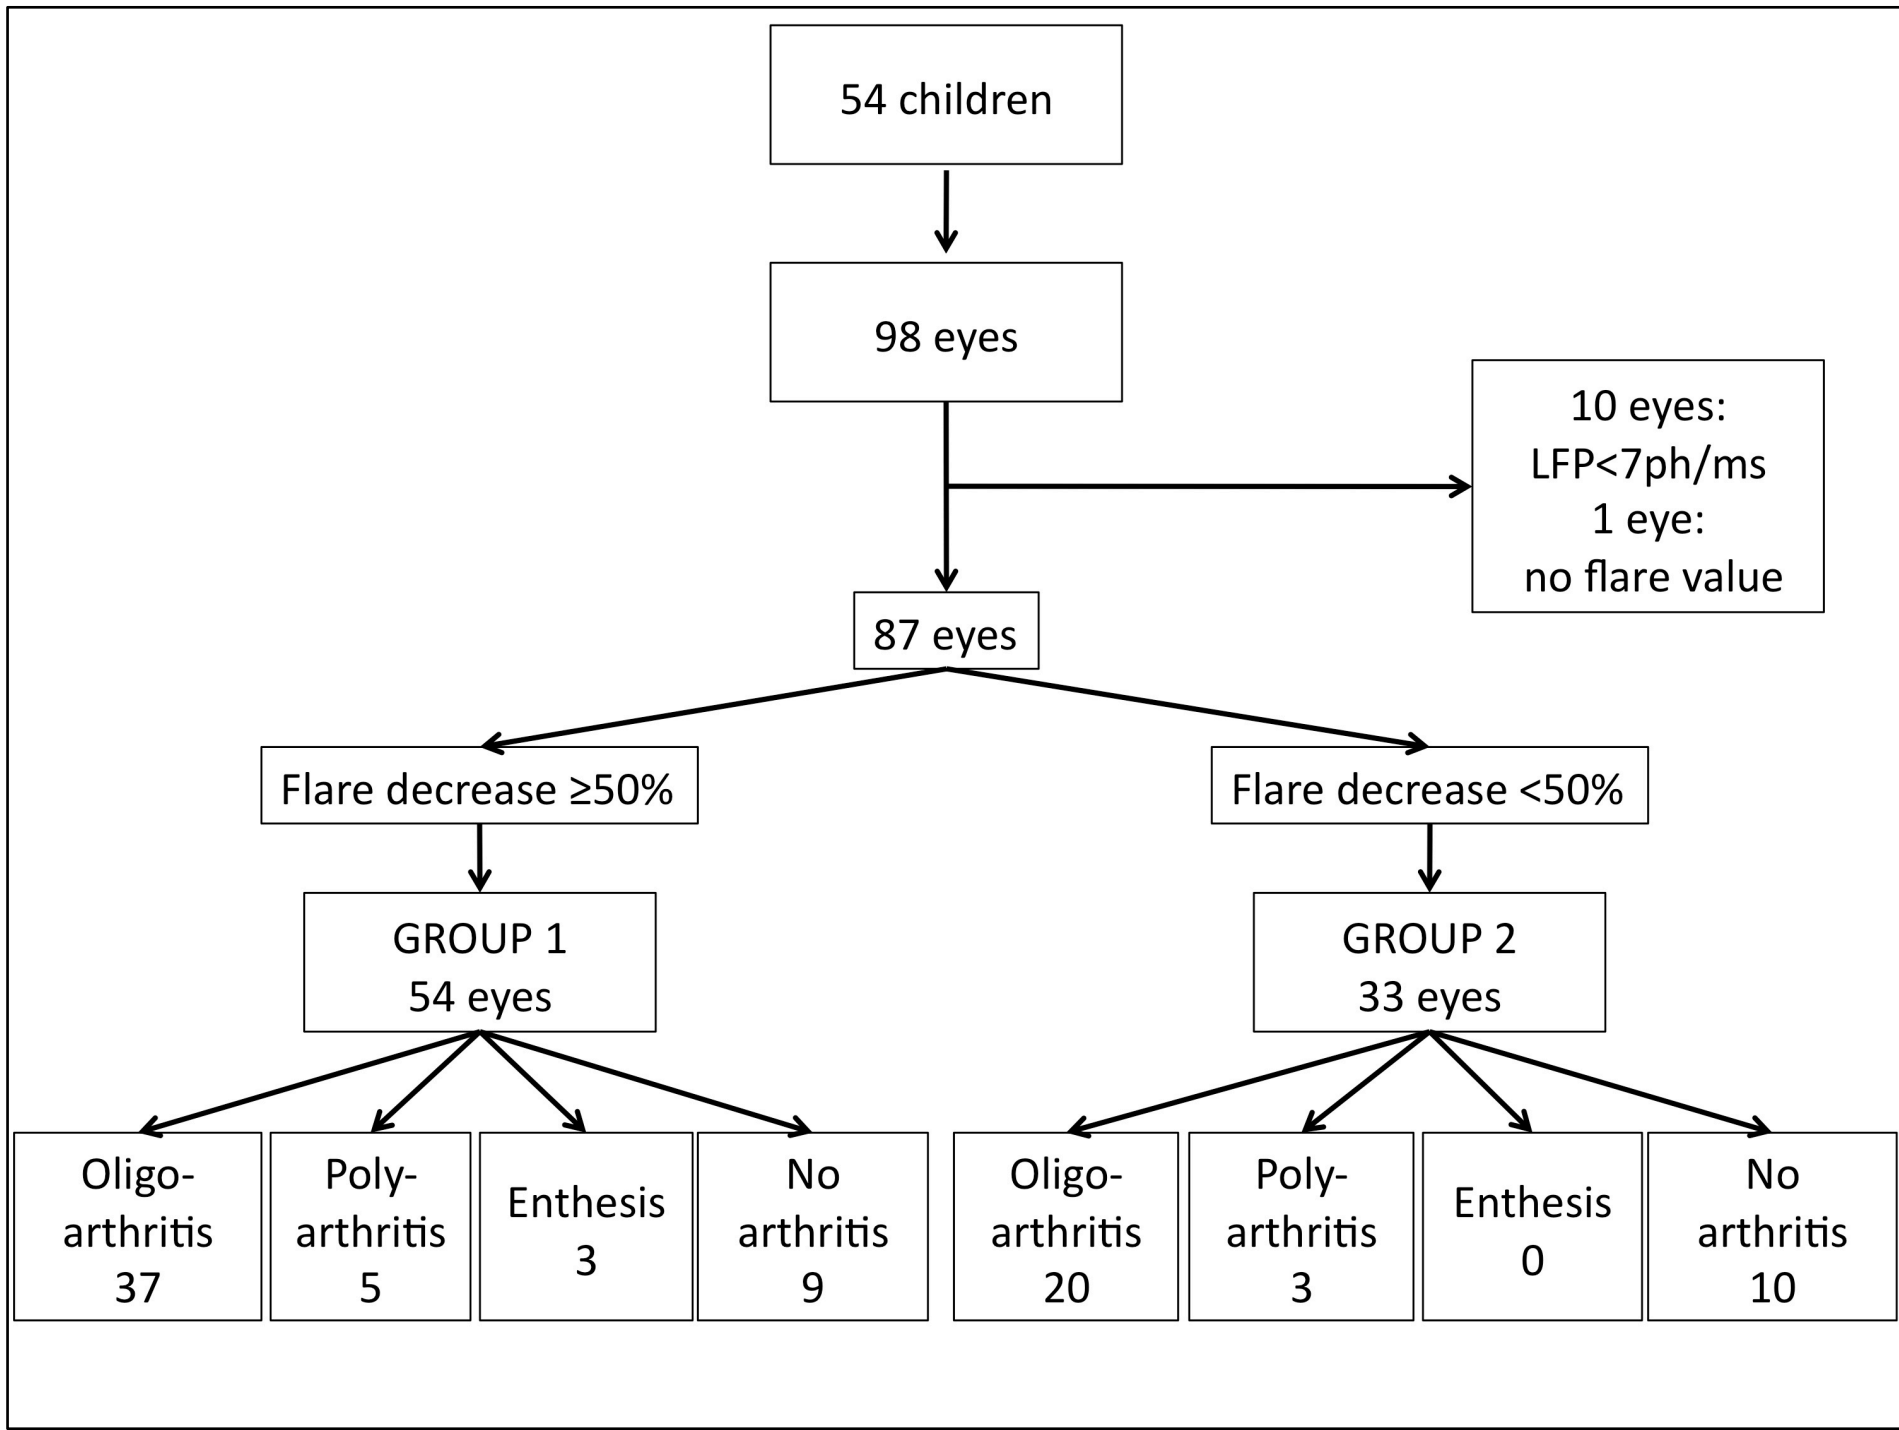 54 children
98 eyes
10 eyes:
LFP<7ph/ms
1 eye:
no flare value
87 eyes
Flare decrease ≥50%
Flare decrease <50%
GROUP 1
54 eyes
GROUP 2
33 eyes
Oligo-
arthritis
37
Poly-
arthritis
5
Enthesis
3
No
arthritis
9
Oligo-
arthritis
20
Poly-
arthritis
3
Enthesis
0
No
arthritis
10